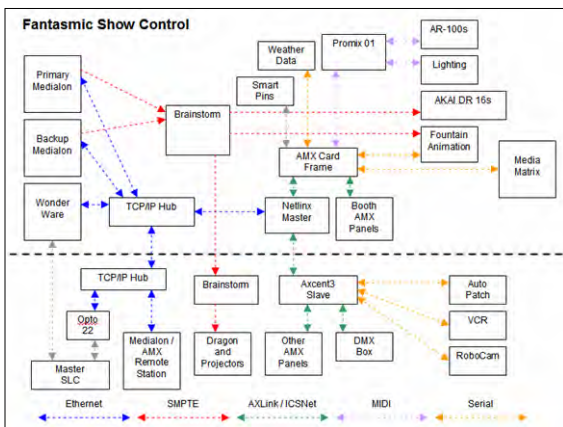 Fantasmic Show Control
Primary
Medialon
Backup
Medialon
Wonder
Ware
Brainstorm
TCP/IP Hub
Weather
Data
Smart
Pins
Promix 01
AR-100s
Lighting
AKAI DR 16s
Fountain
Animation
Media
Matrix
AMX Card
Frame
Netlinx
Master
Booth
AMX
Panels
TCP/IP Hub
Opto
22
Master
SLC
Medialon /
AMX
Remote
Station
Brainstorm
Dragon
and
Projectors
Axcent3
Slave
Other
AMX
Panels
DMX
Box
Auto
Patch
VCR
RoboCam
Ethernet
SMPTE
AXLink / ICSNet
MIDI
Serial